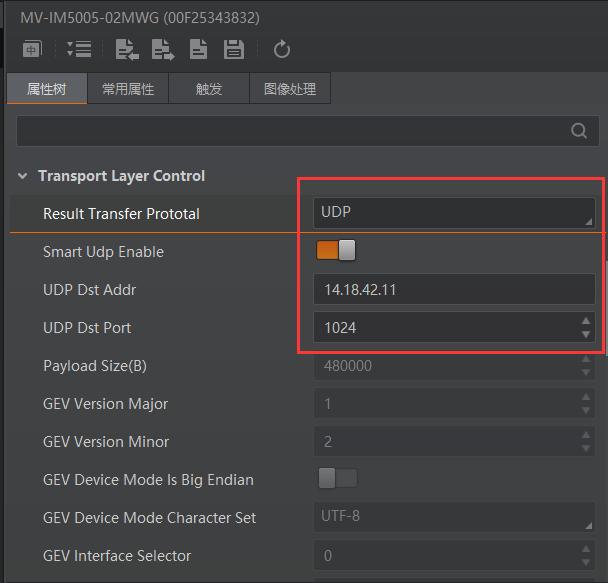 MV-IM5005-02MWG (00F25343832)
中
属性树 常用属性 触发 图像处理
Transport Layer Control
Result Transfer Prototal UDP
Smart Udp Enable
UDP Dst Addr 14.18.42.11
UDP Dst Port 1024
Payload Size(B) 480000
GEV Version Major 1
GEV Version Minor 2
GEV Device Mode Is Big Endian
GEV Device Mode Character Set UTF-8
GEV Interface Selector 0